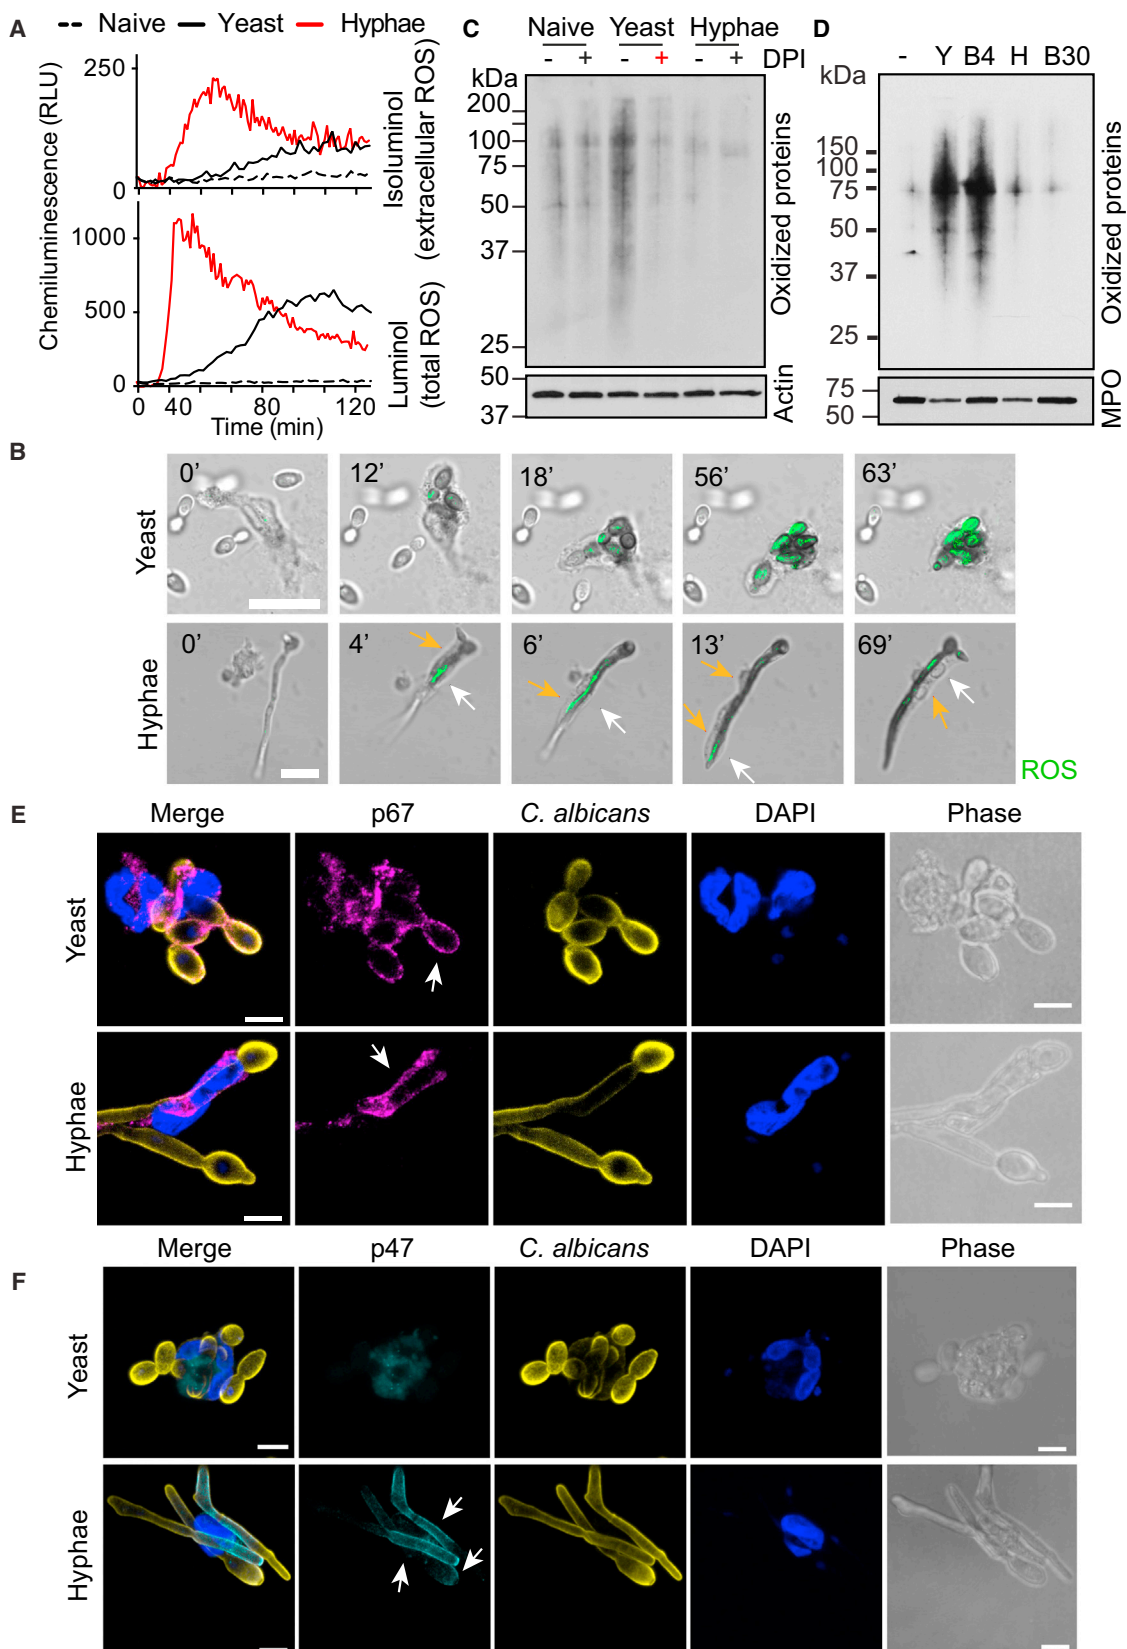 A
Naive Yeast Hyphae
250
0
1000
500
0
0 40 80 120
Time (min)
Chemiluminescence (RLU)
Isoluminol
(extracellular ROS)
Luminol
(total ROS)
C
Naive Yeast Hyphae
- + - + - + DPI
kDa
200
100
75
50
37
25
Oxidized proteins
50
37
Actin
D
- Y B4 H B30
kDa
150
100
75
50
37
25
Oxidized proteins
75
50
MPO
B
Yeast
0’ 12’ 18’ 56’ 63’
Hyphae
0’ 4’ 6’ 13’ 69’
ROS
E
Merge p67 C. albicans DAPI Phase
Yeast
Hyphae
F
Merge p47 C. albicans DAPI Phase
Yeast
Hyphae